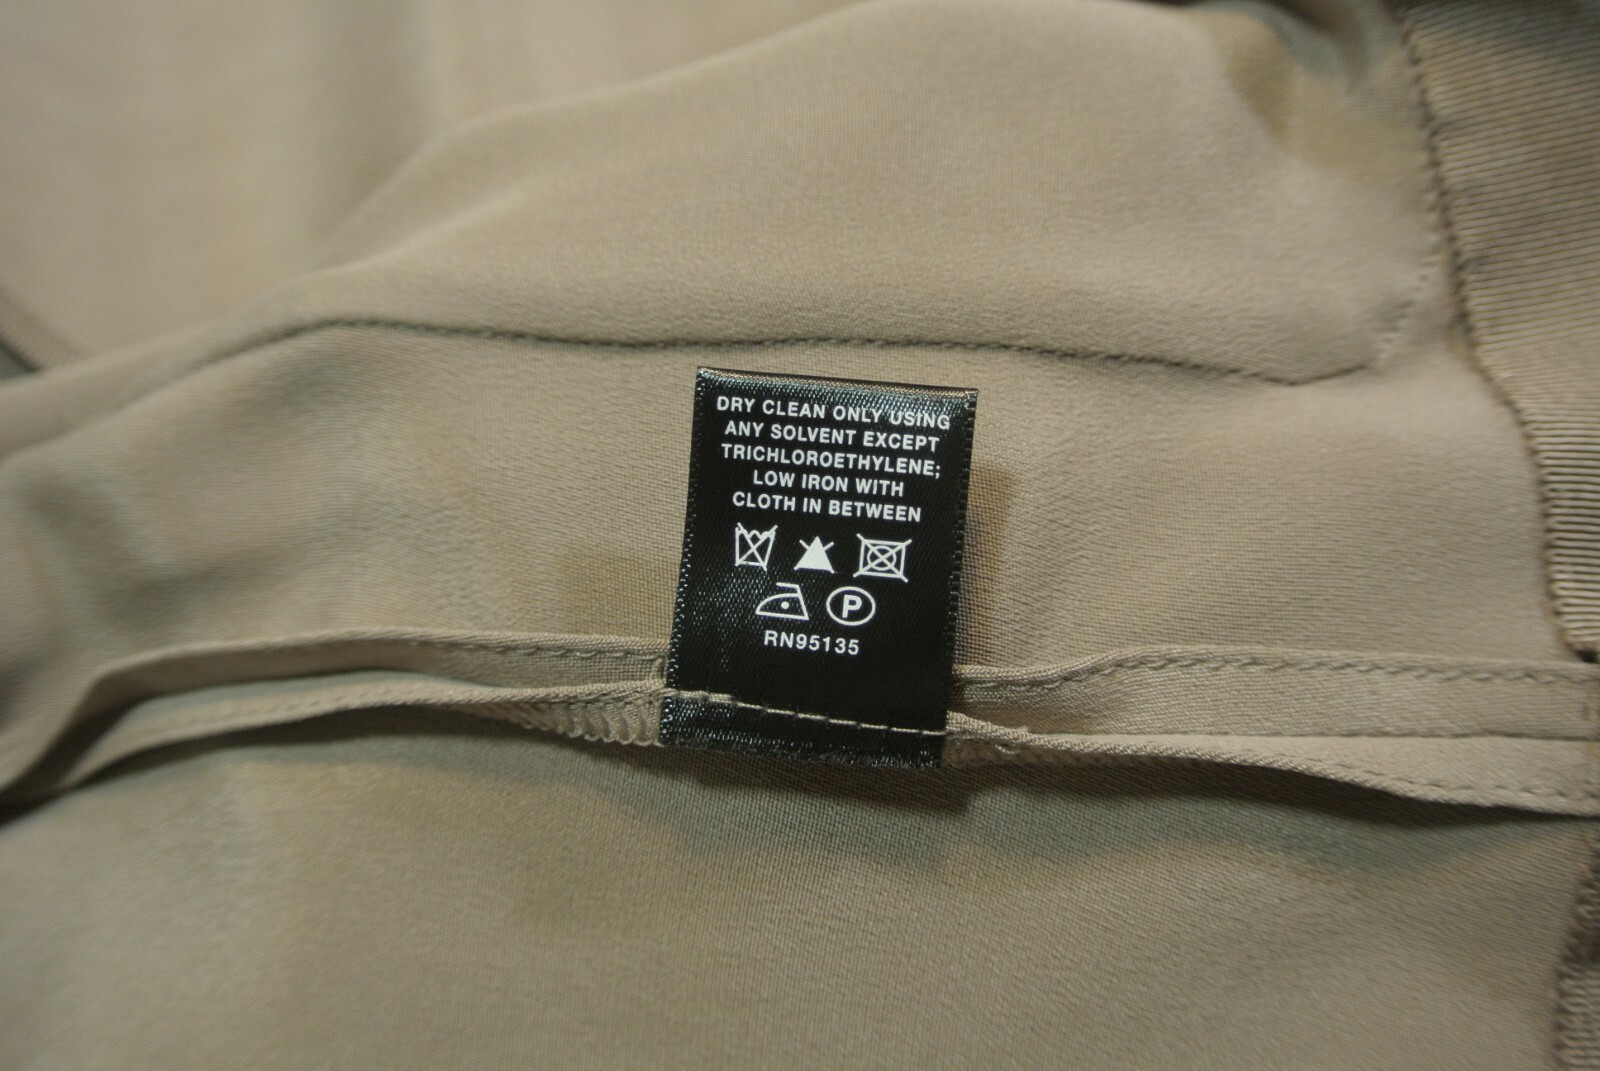 DRY CLEAN ONLY USING
ANY SOLVENT EXCEPT
TRICHLOROETHYLENE;
LOW IRON WITH
CLOTH IN BETWEEN
P
RN95135